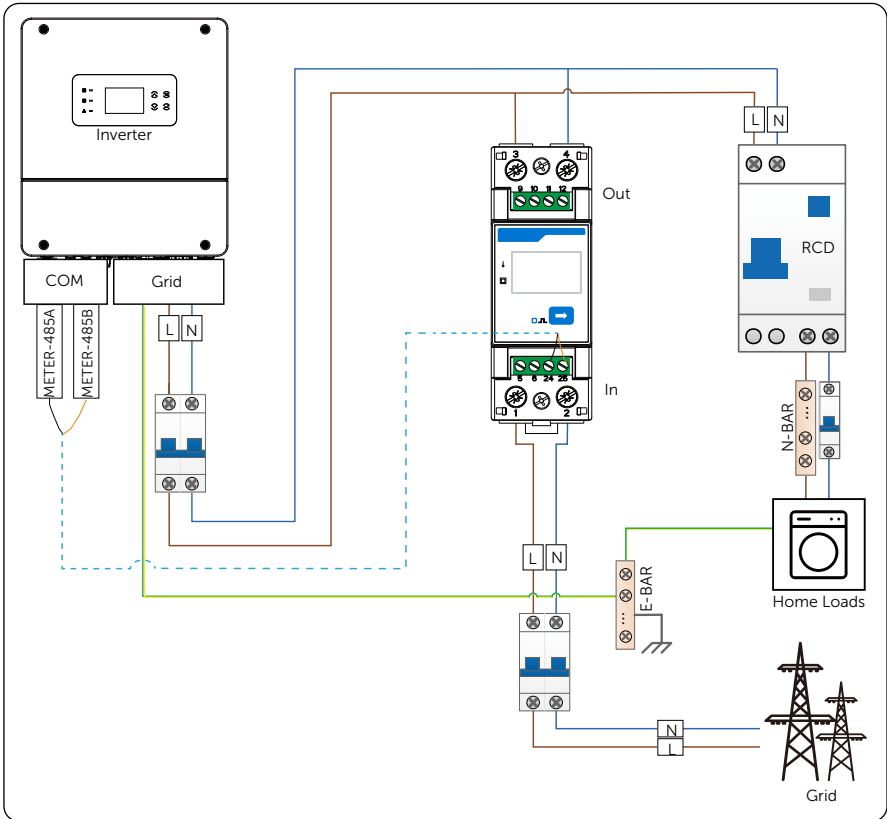 Inverter
COM
Grid
METER-485A
METER-485B
L
N
3
4
9 10 11 12
Out
5 6 24 25
In
1
2
L
N
RCD
N-BAR
Home Loads
L
N
E-BAR
N
L
Grid